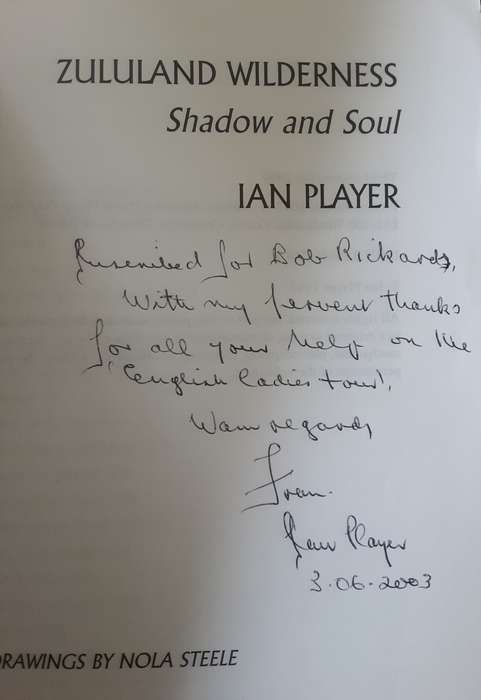 ZULULAND WILDERNESS
Shadow and Soul
IAN PLAYER
Inscribed for Bob Rickards,
With my fervent thanks
for all your help on the
'English ladies tour',
Warm regards
from.
Ian Player
3.06.2003
DRAWINGS BY NOLA STEELE